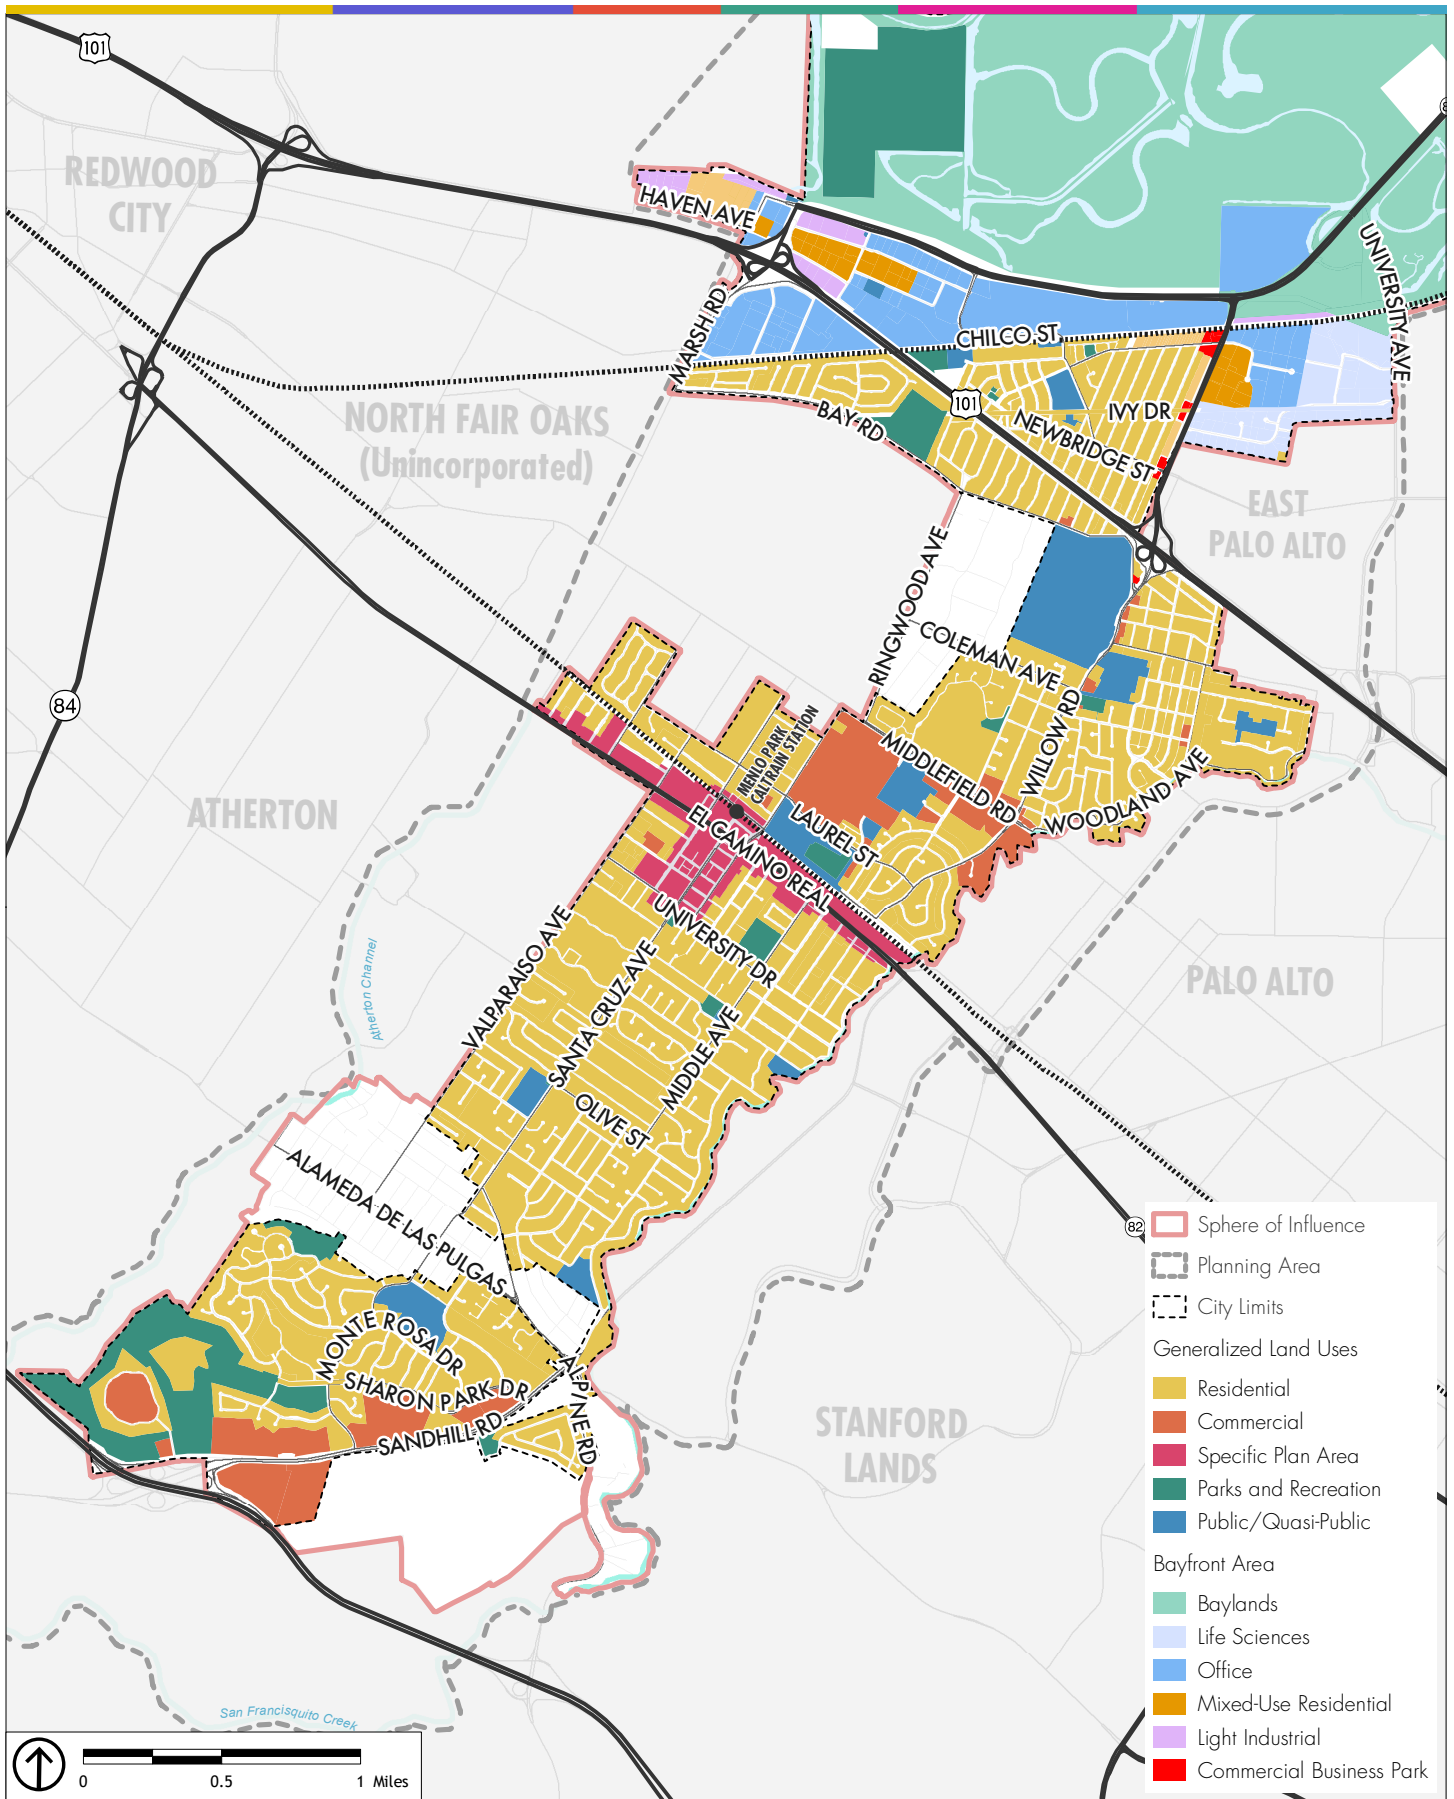 101
REDWOOD
CITY
HAVEN AVE
UNIVERSITY AVE
MARSH RD
CHILCO ST
NORTH FAIR OAKS
(Unincorporated)
BAY RD
101
IVY DR
NEWBRIDGE ST
EAST
PALO ALTO
RINGWOOD AVE
COLEMAN AVE
84
WILLOW RD
MENLO PARK
CALTRAIN STATION
MIDDLEFIELD RD
WOODLAND AVE
ATHERTON
LAUREL ST
EL CAMINO REAL
UNIVERSITY DR
VALPARAISO AVE
SANTA CRUZ AVE
MIDDLE AVE
Atherton Channel
PALO ALTO
OLIVE ST
ALAMEDA DE LAS PULGAS
82
MONTE ROSA DR
SHARON PARK DR
SANDHILL RD
ALPINE RD
STANFORD
LANDS
San Francisquito Creek
Sphere of Influence
Planning Area
City Limits
Generalized Land Uses
Residential
Commercial
Specific Plan Area
Parks and Recreation
Public/Quasi-Public
Bayfront Area
Baylands
Life Sciences
Office
Mixed-Use Residential
Light Industrial
Commercial Business Park
0 0.5 1 Miles